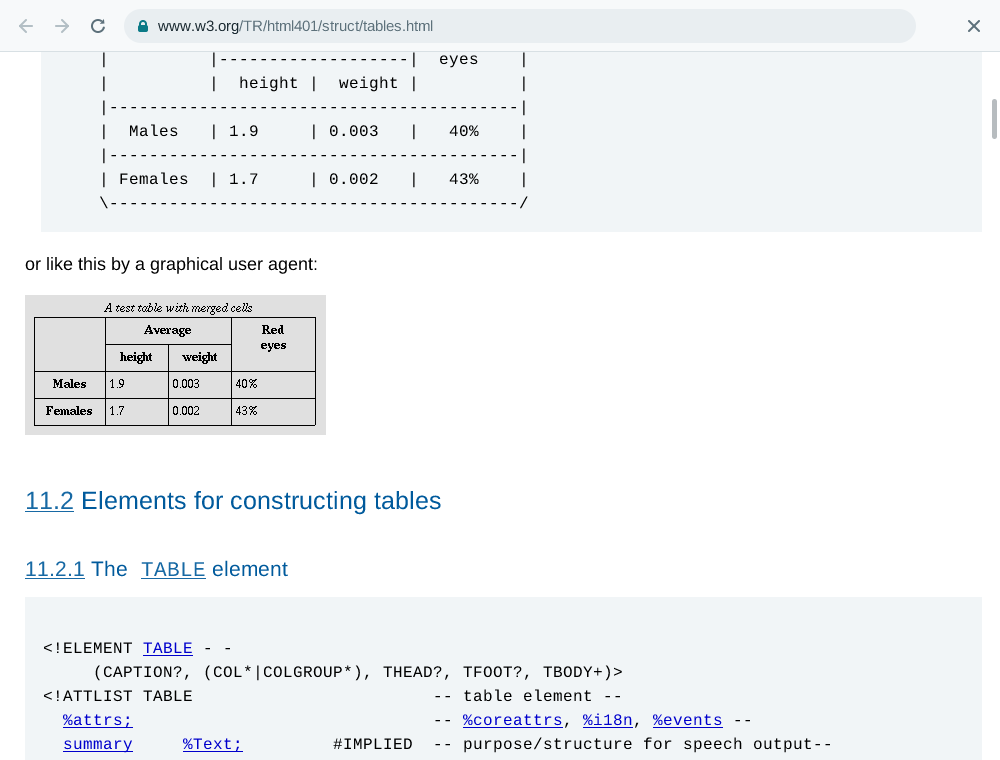 www.w3.org/TR/html401/struct/tables.html
|          |-------------------|  eyes    |
|          |  height |  weight |          |
|-----------------------------------------|
|  Males   | 1.9     | 0.003   |   40%    |
|-----------------------------------------|
| Females  | 1.7     | 0.002   |   43%    |
\-----------------------------------------/
or like this by a graphical user agent:
A test table with merged cells
Average Red eyes
height weight
Males 1.9 0.003 40%
Females 1.7 0.002 43%
11.2 Elements for constructing tables
11.2.1 The TABLE element
<!ELEMENT TABLE - -
     (CAPTION?, (COL*|COLGROUP*), THEAD?, TFOOT?, TBODY+)>
<!ATTLIST TABLE                        -- table element --
  %attrs;                              -- %coreattrs, %i18n, %events --
  summary     %Text;         #IMPLIED  -- purpose/structure for speech output--